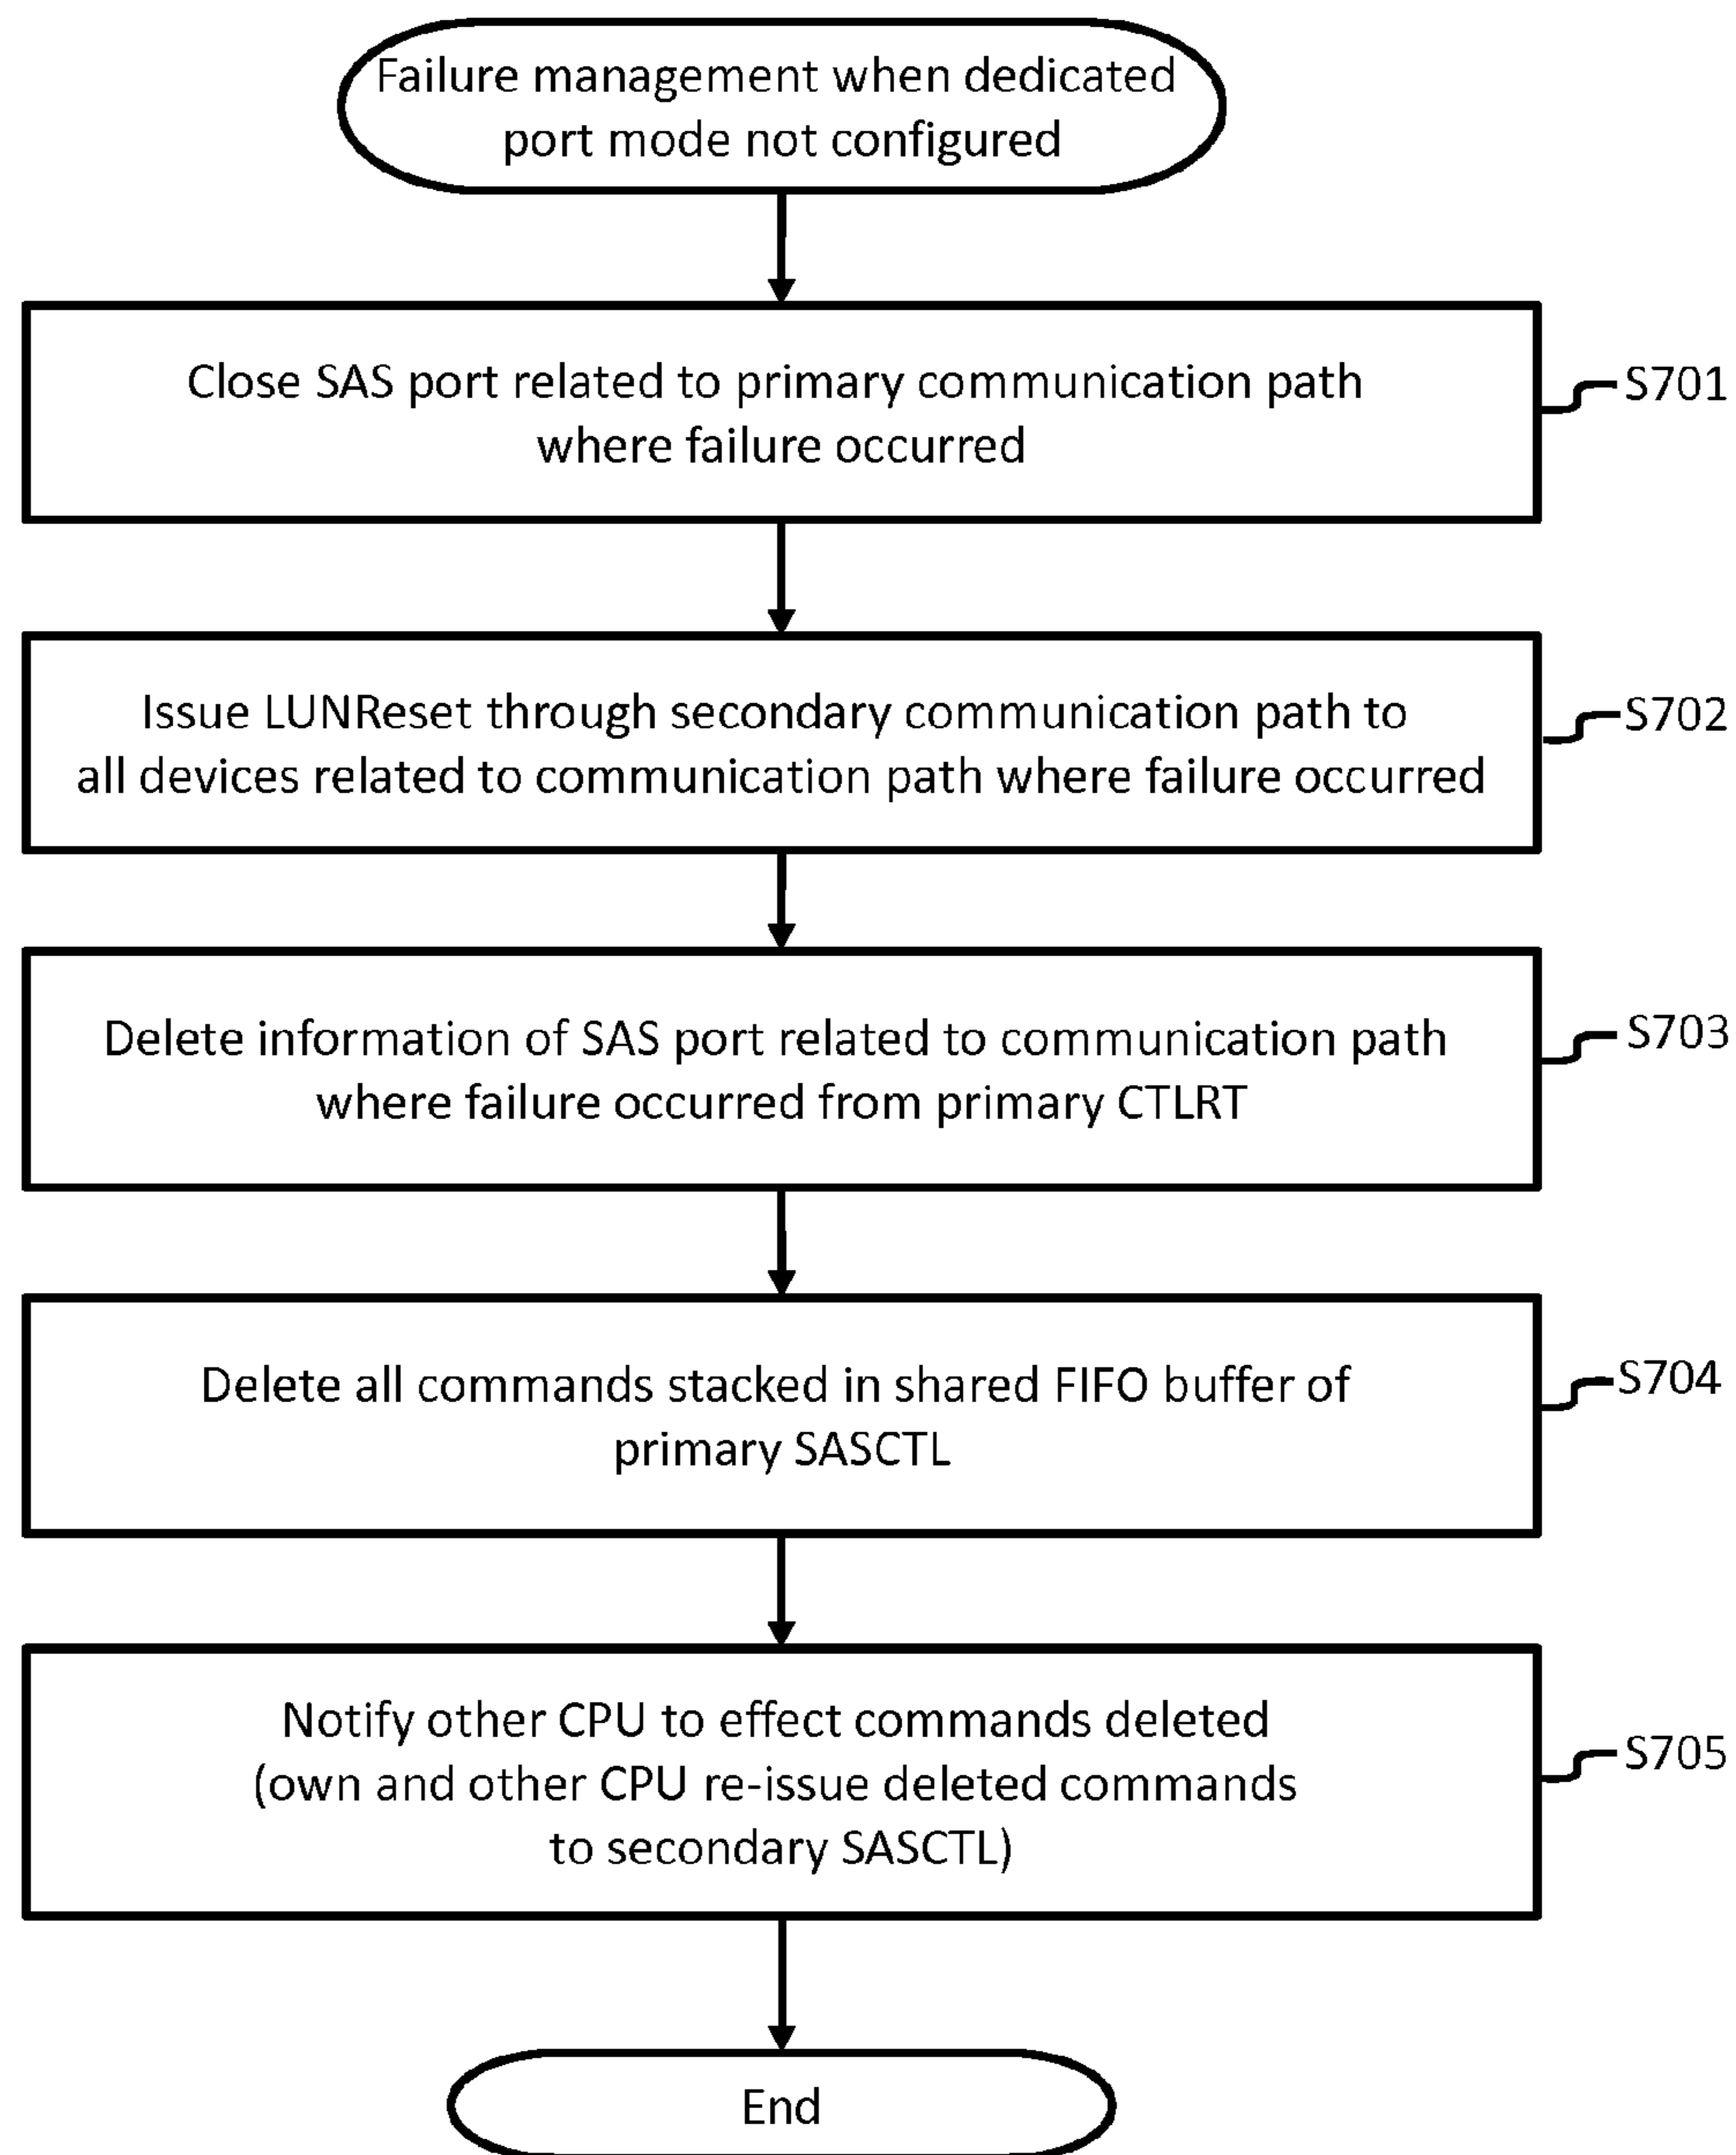 Failure management when dedicated
port mode not configured
Close SAS port related to primary communication path
where failure occurred
S701
Issue LUNReset through secondary communication path to
all devices related to communication path where failure occurred
S702
Delete information of SAS port related to communication path
where failure occurred from primary CTLRT
S703
Delete all commands stacked in shared FIFO buffer of
primary SASCTL
S704
Notify other CPU to effect commands deleted
(own and other CPU re-issue deleted commands
to secondary SASCTL)
S705
End